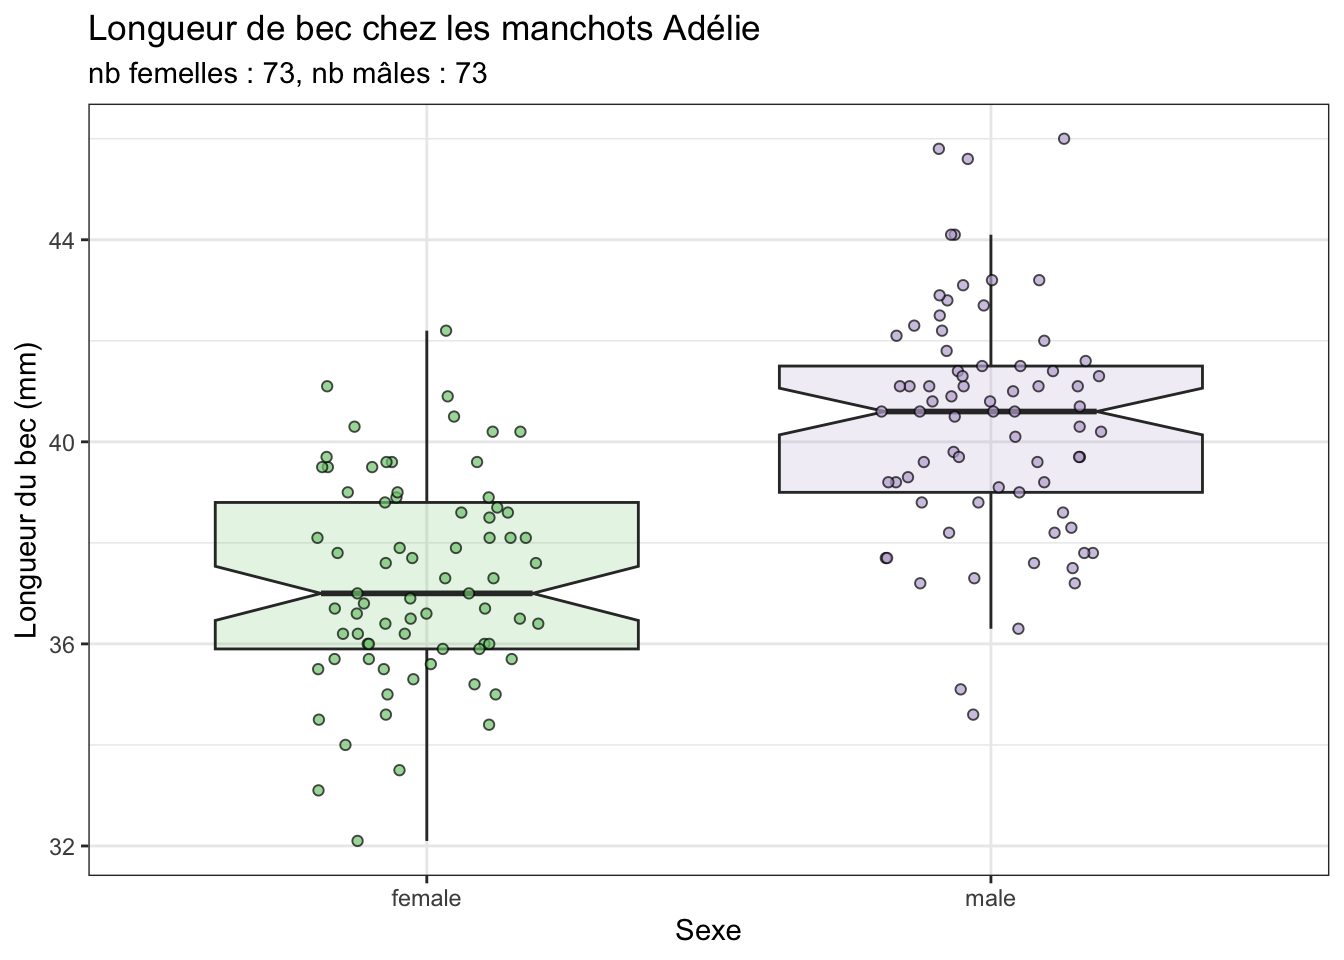 Longueur de bec chez les manchots Adélie
nb femelles : 73, nb mâles : 73
Longueur du bec (mm)
44
40
36
32
female
male
Sexe